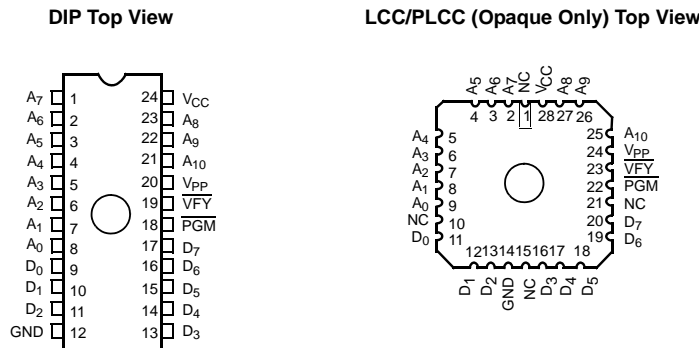 DIP Top View
A7 1 24 VCC
A6 2 23 A8
A5 3 22 A9
A4 4 21 A10
A3 5 20 VPP
A2 6 19 VFY
A1 7 18 PGM
A0 8 17 D7
D0 9 16 D6
D1 10 15 D5
D2 11 14 D4
GND 12 13 D3
LCC/PLCC (Opaque Only) Top View
A5 A6 A7 NC VCC A8 A9
4 3 2 1 28 27 26
A4 5 25 A10
A3 6 24 VPP
A2 7 23 VFY
A1 8 22 PGM
A0 9 21 NC
NC 10 20 D7
D0 11 19 D6
12 13 14 15 16 17 18
D1 D2 GND NC D3 D4 D5